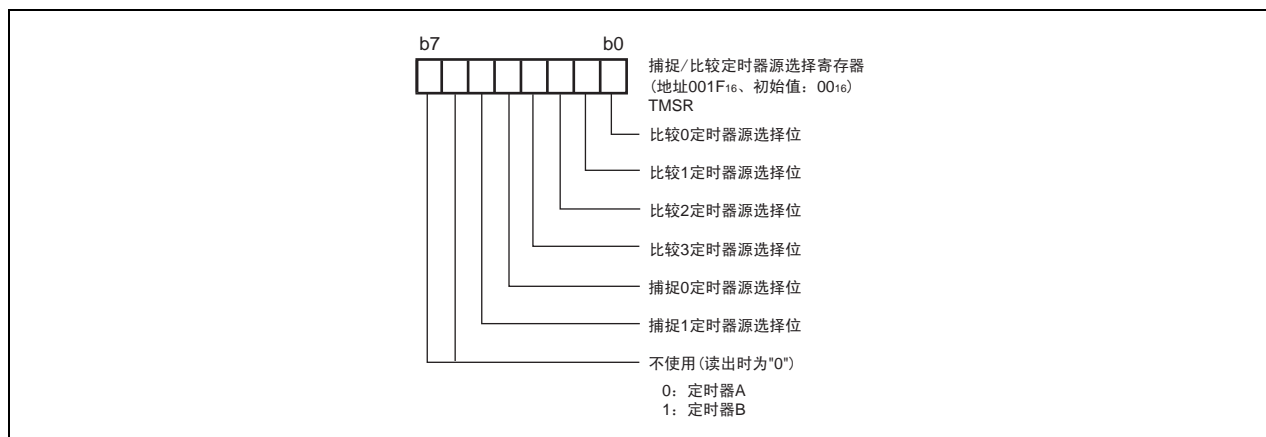 b7 b0
捕捉/比较定时器源选择寄存器
(地址001F16、初始值：0016)
TMSR
比较0定时器源选择位
比较1定时器源选择位
比较2定时器源选择位
比较3定时器源选择位
捕捉0定时器源选择位
捕捉1定时器源选择位
不使用(读出时为"0")
0：定时器A
1：定时器B